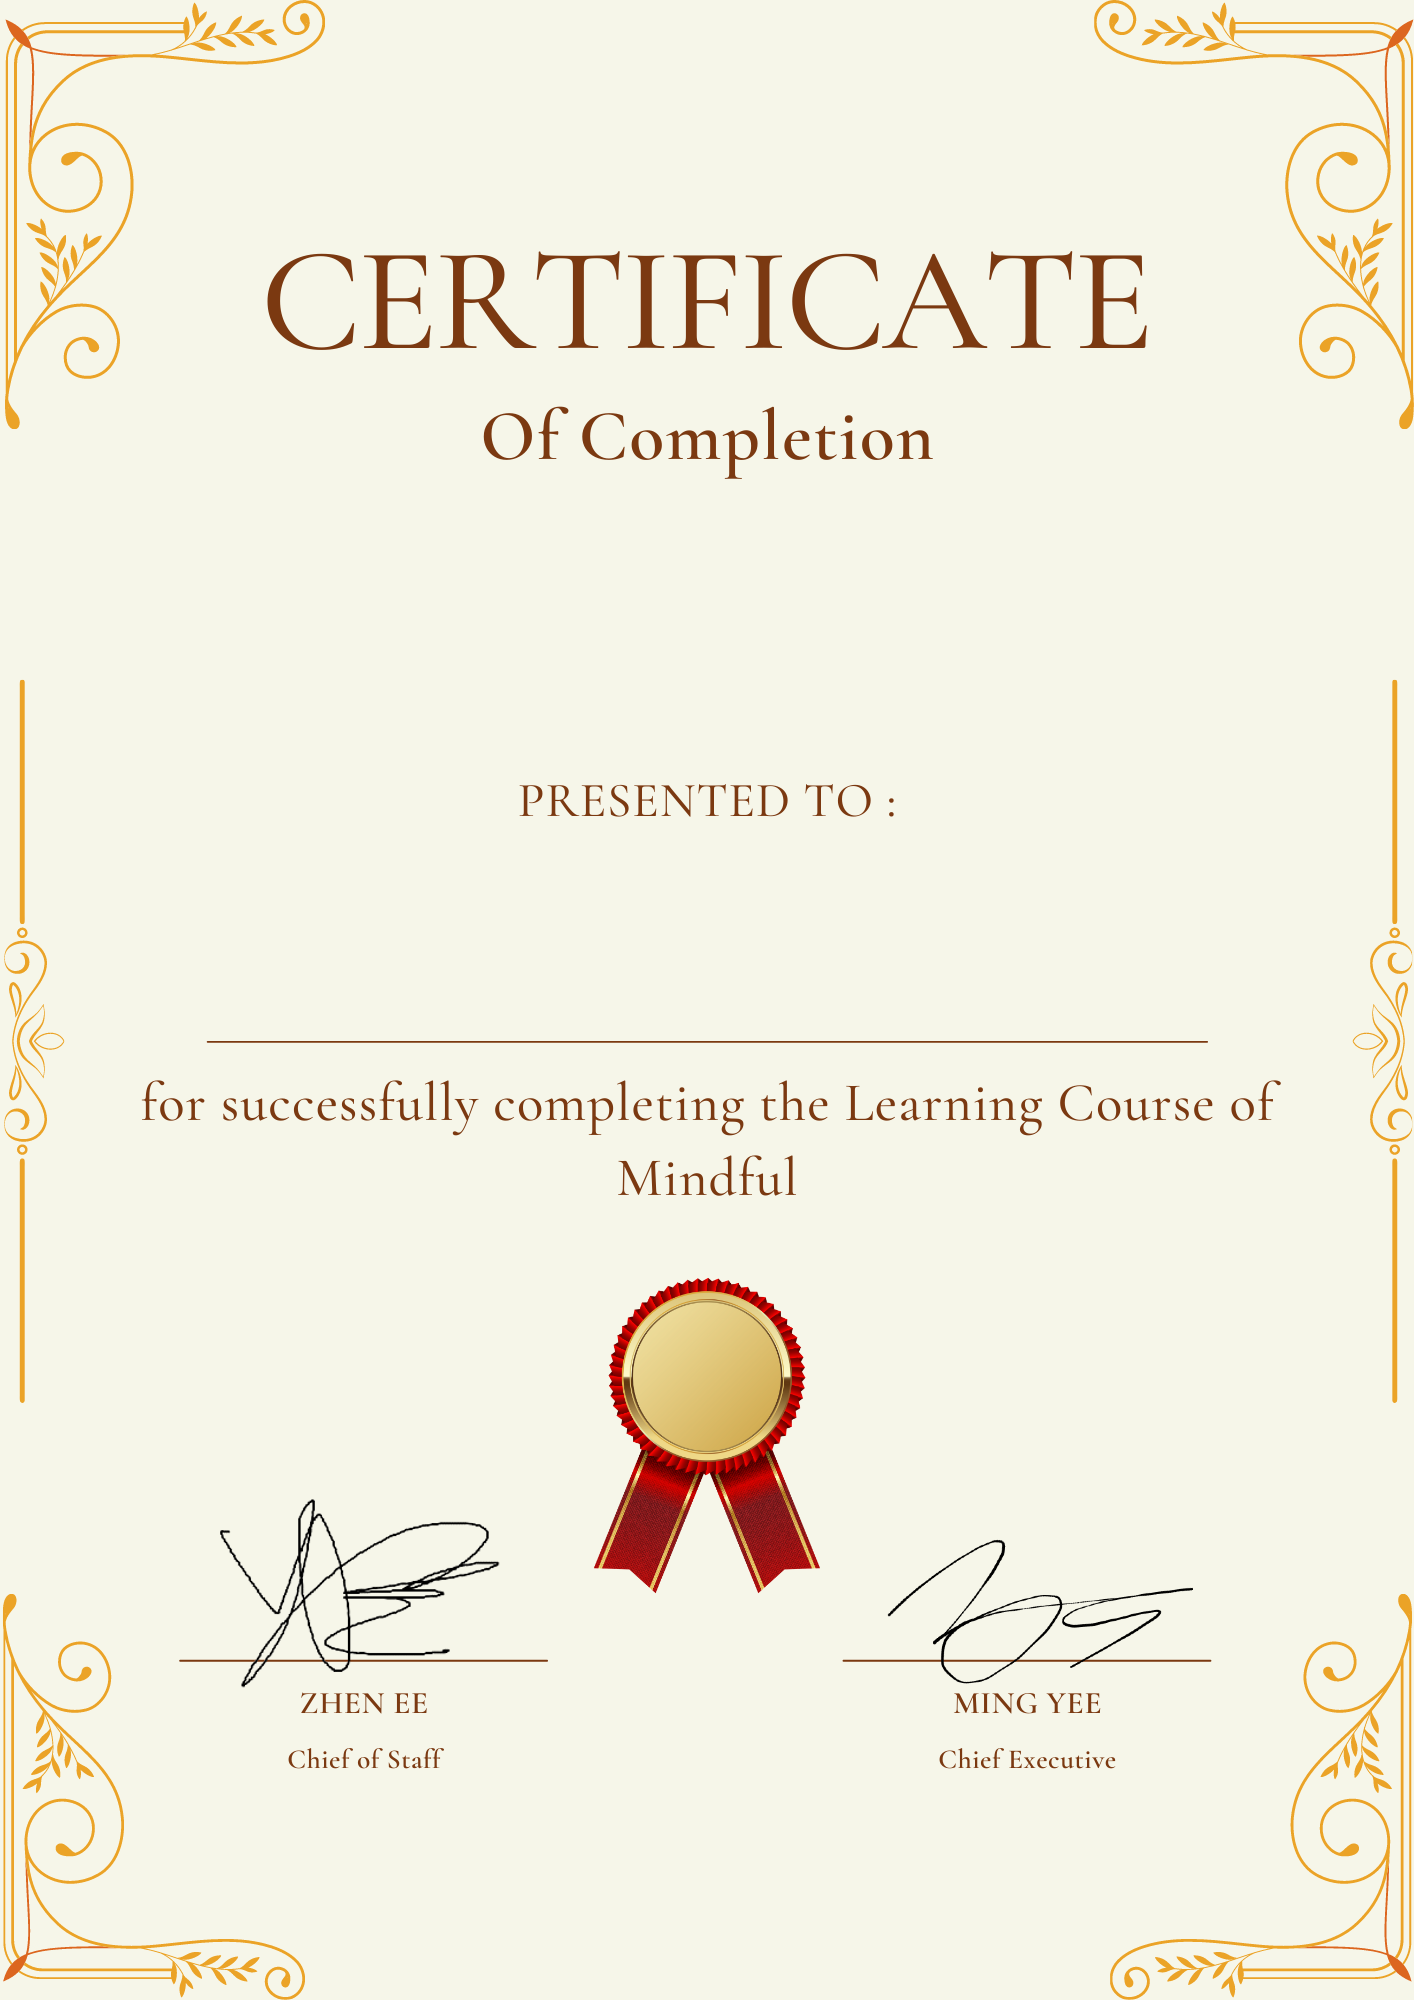 CERTIFICATE
Of Completion
PRESENTED TO :
for successfully completing the Learning Course of
Mindful
ZHEN EE
Chief of Staff
MING YEE
Chief Executive